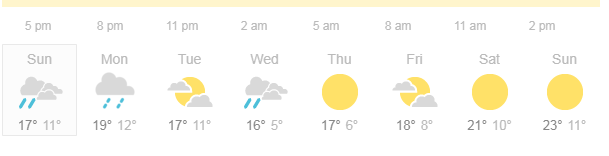 5 pm 8 pm 11 pm 2 am 5 am 8 am 11 am 2 pm
Sun Mon Tue Wed Thu Fri Sat Sun
17° 11° 19° 12° 17° 11° 16° 5° 17° 6° 18° 8° 21° 10° 23° 11°